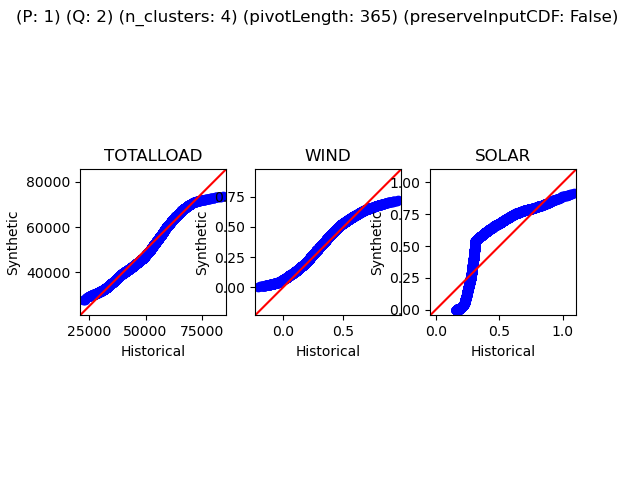 (P: 1) (Q: 2) (n_clusters: 4) (pivotLength: 365) (preserveInputCDF: False)
TOTALLOAD
80000
60000
40000
Synthetic
25000 50000 75000
Historical
WIND
0.75
0.50
0.25
0.00
Synthetic
0.0 0.5
Historical
SOLAR
1.00
0.75
0.50
0.25
0.00
Synthetic
0.0 0.5 1.0
Historical